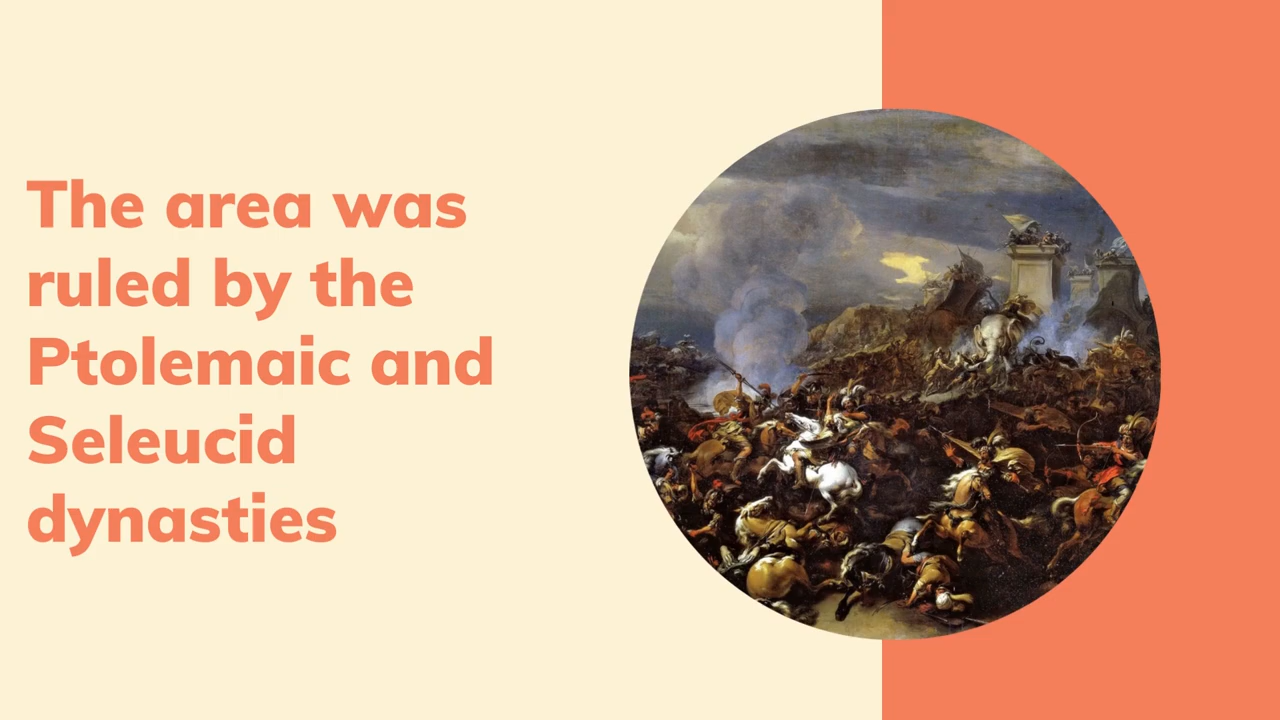 The area was
ruled by the
Ptolemaic and
Seleucid
dynasties